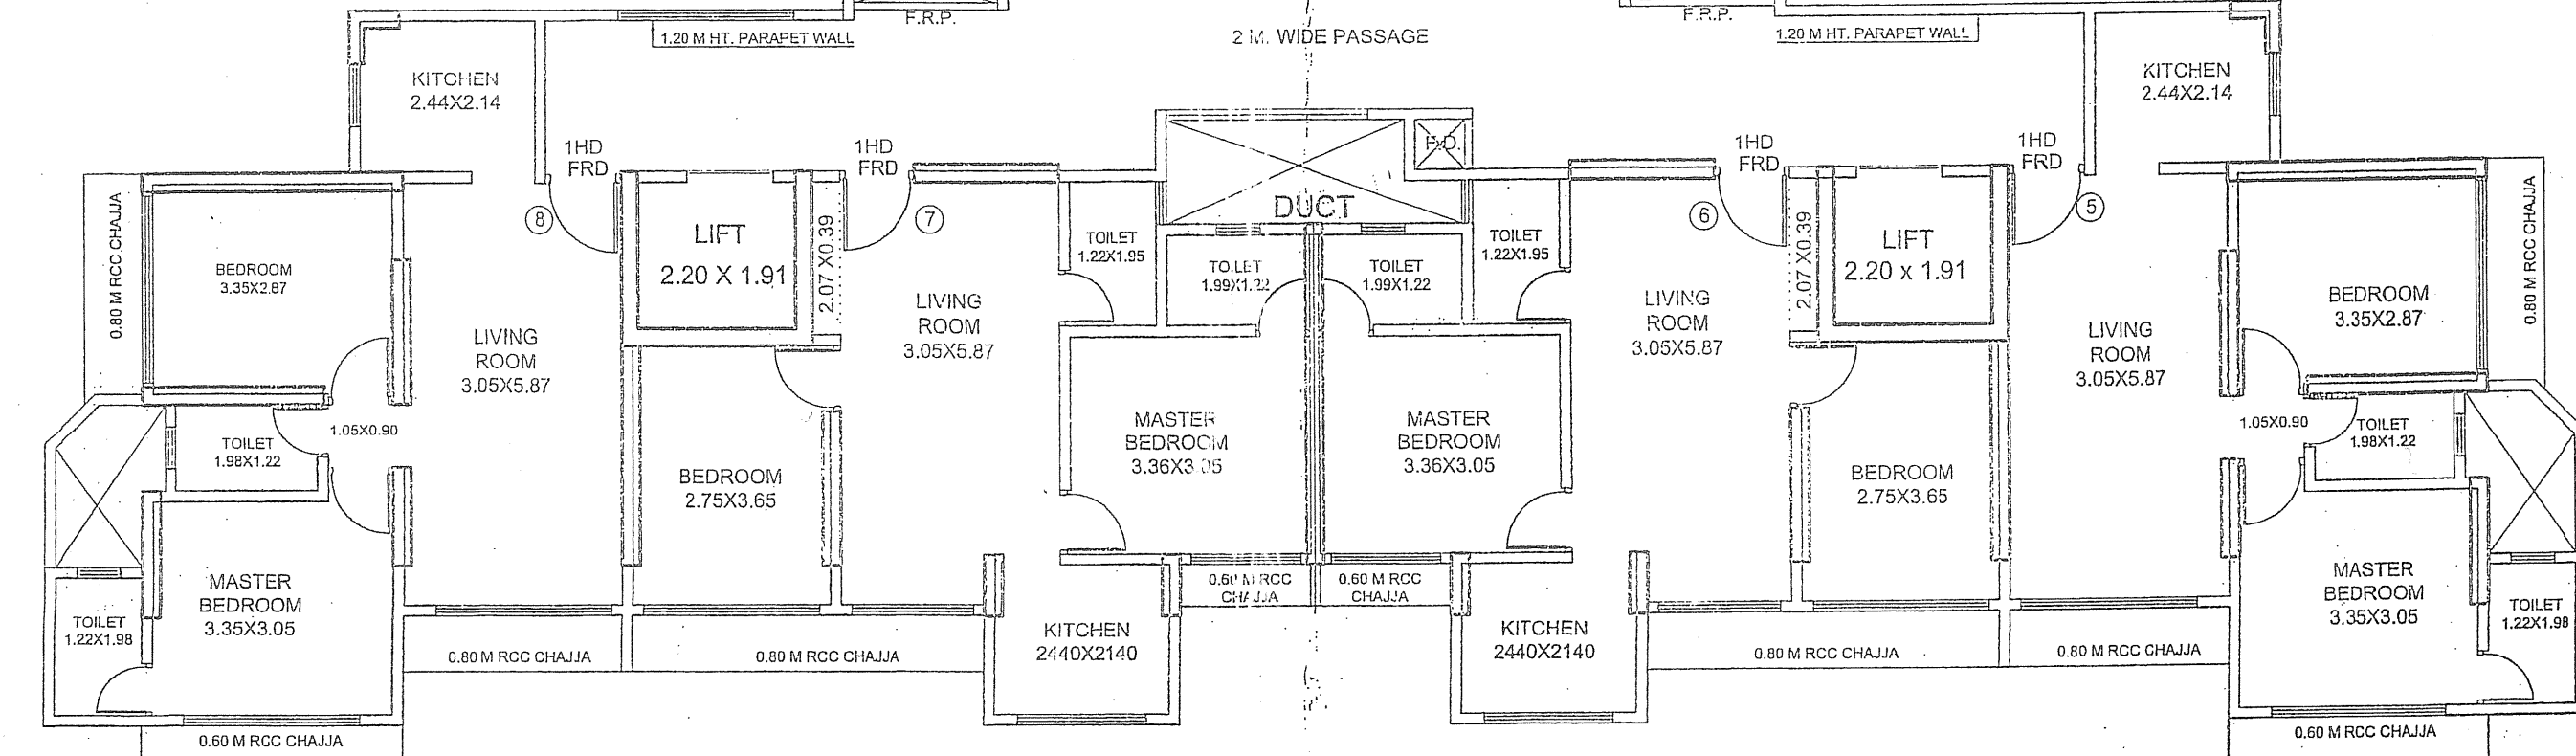 F.R.P.
F.R.P.
1.20 M HT. PARAPET WALL
2 M. WIDE PASSAGE
1.20 M HT. PARAPET WALL
KITCHEN
2.44X2.14
KITCHEN
2.44X2.14
1HD
FRD
1HD
FRD
F.D.
1HD
FRD
1HD
FRD
0.80 M RCC CHAJJA
BEDROOM
3.35X2.87
8
LIFT
2.20 X 1.91
2.07 X0.39
7
LIVING
ROOM
3.05X5.87
LIVING
ROOM
3.05X5.87
TOILET
1.22X1.95
DUCT
TOILET
1.99X1.22
TOILET
1.99X1.22
TOILET
1.22X1.95
6
LIVING
ROOM
3.05X5.87
2.07 X0.39
LIFT
2.20 x 1.91
5
LIVING
ROOM
3.05X5.87
BEDROOM
3.35X2.87
0.80 M RCC CHAJJA
TOILET
1.98X1.22
1.05X0.90
BEDROOM
2.75X3.65
MASTER
BEDROOM
3.36X3.05
MASTER
BEDROOM
3.36X3.05
BEDROOM
2.75X3.65
1.05X0.90
TOILET
1.98X1.22
TOILET
1.22X1.98
MASTER
BEDROOM
3.35X3.05
0.60 M RCC
CHAJJA
0.60 M RCC
CHAJJA
MASTER
BEDROOM
3.35X3.05
TOILET
1.22X1.98
0.80 M RCC CHAJJA
0.80 M RCC CHAJJA
KITCHEN
2440X2140
KITCHEN
2440X2140
0.80 M RCC CHAJJA
0.80 M RCC CHAJJA
0.60 M RCC CHAJJA
0.60 M RCC CHAJJA